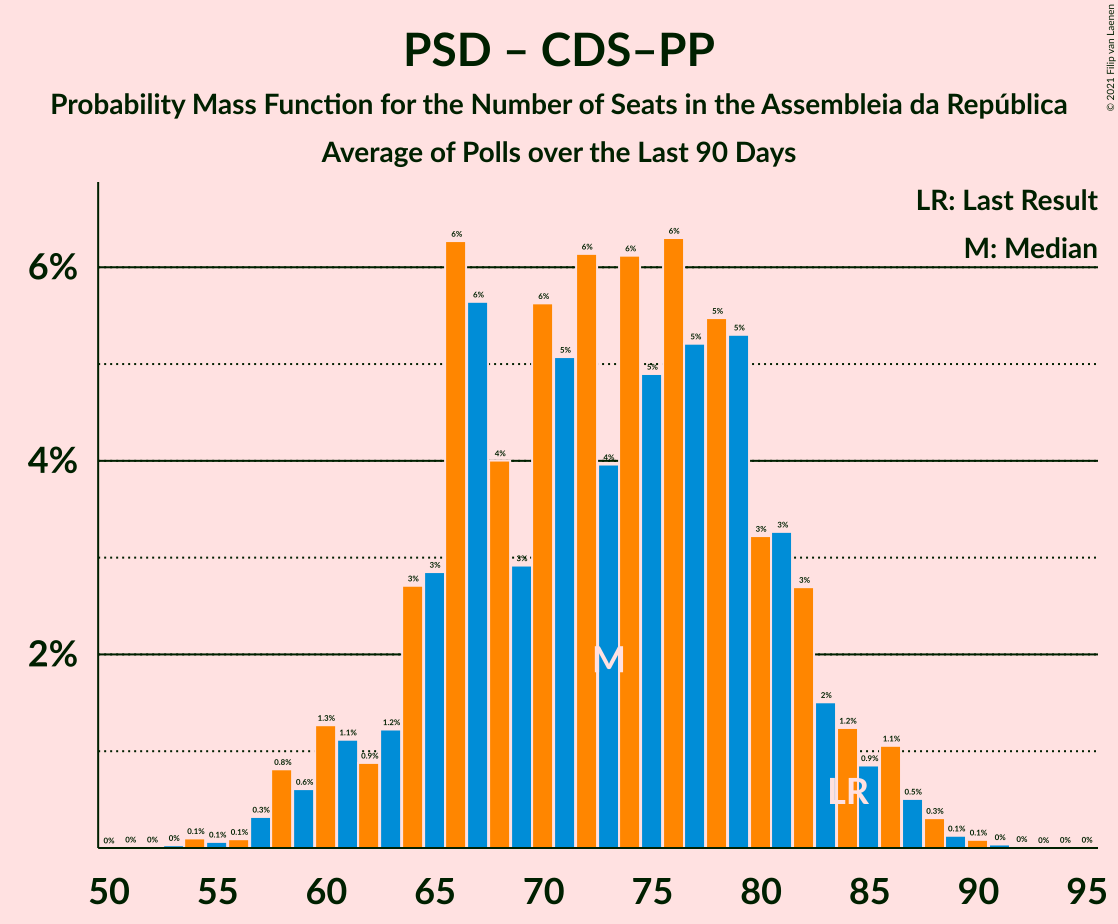 PSD – CDS–PP
Probability Mass Function for the Number of Seats in the Assembleia da República
Average of Polls over the Last 90 Days
© 2021 Filip van Laenen
LR: Last Result
M: Median
6%
4%
2%
0% 0% 0% 0% 0.1% 0.1% 0.1% 0.3% 0.8% 0.6% 1.3% 1.1% 0.9% 1.2% 3% 3% 6% 6% 4% 3% 6% 5% 6% 4% 6% 5% 6% 5% 5% 5% 3% 3% 3% 2% 1.2% 0.9% 1.1% 0.5% 0.3% 0.1% 0.1% 0% 0% 0% 0% 0%
M
LR
50 55 60 65 70 75 80 85 90 95